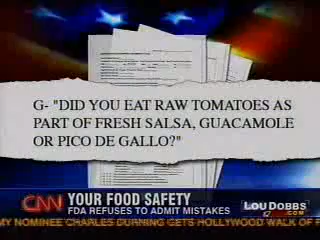 G- "DID YOU EAT RAW TOMATOES AS
PART OF FRESH SALSA, GUACAMOLE
OR PICO DE GALLO?"
CNN
YOUR FOOD SAFETY
FDA REFUSES TO ADMIT MISTAKES
LOU DOBBS
.COM
MY NOMINEE CHARLES DURNING GETS HOLLYWOOD WALK OF